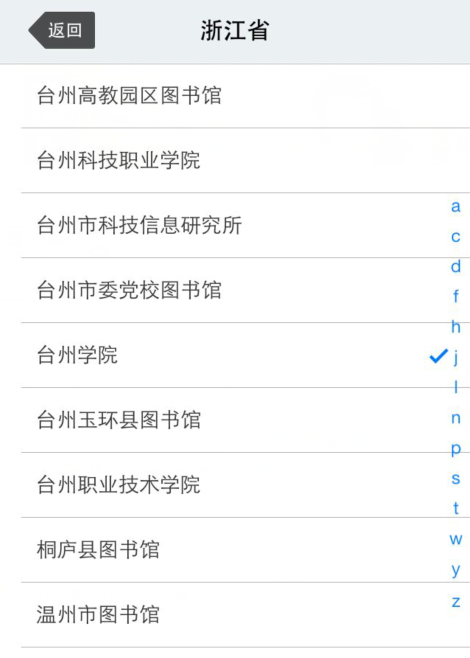 返回
浙江省
台州高教园区图书馆
台州科技职业学院
台州市科技信息研究所
台州市委党校图书馆
台州学院
台州玉环县图书馆
台州职业技术学院
桐庐县图书馆
温州市图书馆
a
c
d
f
h
j
l
n
p
s
t
w
y
z